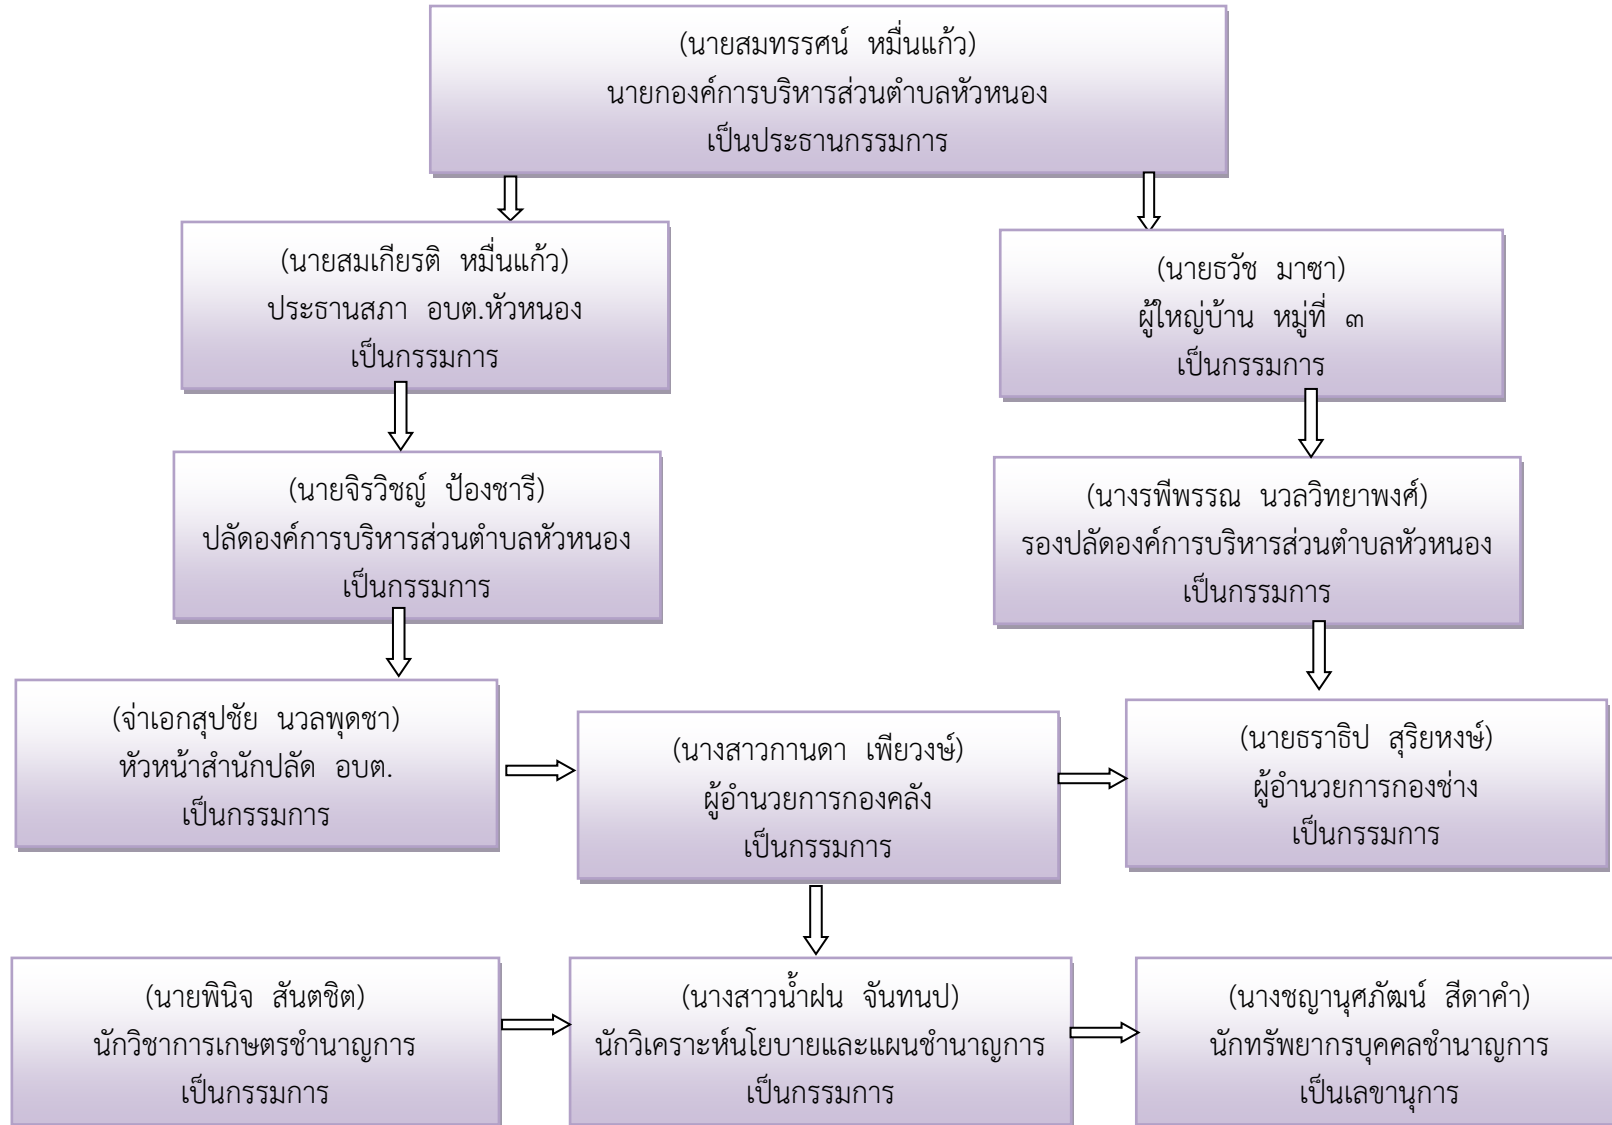 (นายสมทรรศน์ หมื่นแก้ว)
นายกองค์การบริหารส่วนตำบลหัวหนอง
เป็นประธานกรรมการ
(นายสมเกียรติ หมื่นแก้ว)
ประธานสภา อบต.หัวหนอง
เป็นกรรมการ
(นายธวัช มาซา)
ผู้ใหญ่บ้าน หมู่ที่ ๓
เป็นกรรมการ
(นายจิรวิชญ์ ป้องชารี)
ปลัดองค์การบริหารส่วนตำบลหัวหนอง
เป็นกรรมการ
(นางรพีพรรณ นวลวิทยาพงศ์)
รองปลัดองค์การบริหารส่วนตำบลหัวหนอง
เป็นกรรมการ
(จ่าเอกสุปชัย นวลพุดชา)
หัวหน้าสำนักปลัด อบต.
เป็นกรรมการ
(นางสาวกานดา เพียวงษ์)
ผู้อำนวยการกองคลัง
เป็นกรรมการ
(นายธราธิป สุริยหงษ์)
ผู้อำนวยการกองช่าง
เป็นกรรมการ
(นายพินิจ สันตชิต)
นักวิชาการเกษตรชำนาญการ
เป็นกรรมการ
(นางสาวน้ำฝน จันทนป)
นักวิเคราะห์นโยบายและแผนชำนาญการ
เป็นกรรมการ
(นางชญานุศภัฒน์ สีดาคำ)
นักทรัพยากรบุคคลชำนาญการ
เป็นเลขานุการ